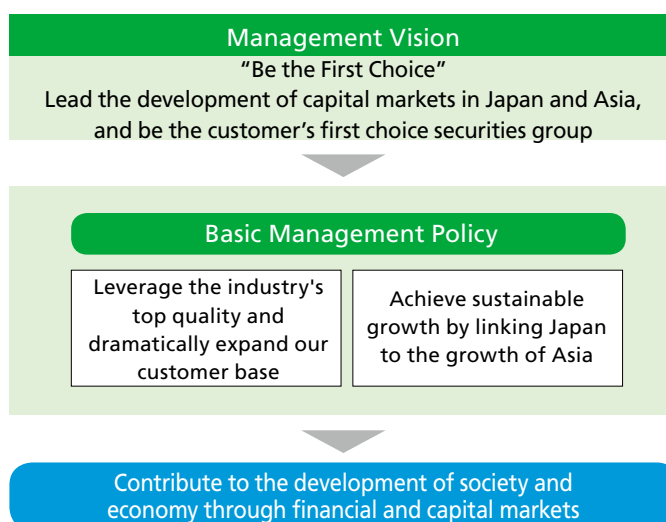 Management Vision
“Be the First Choice”
Lead the development of capital markets in Japan and Asia,
and be the customer’s first choice securities group
Basic Management Policy
Leverage the industry's
top quality and
dramatically expand our
customer base
Achieve sustainable
growth by linking Japan
to the growth of Asia
Contribute to the development of society and
economy through financial and capital markets